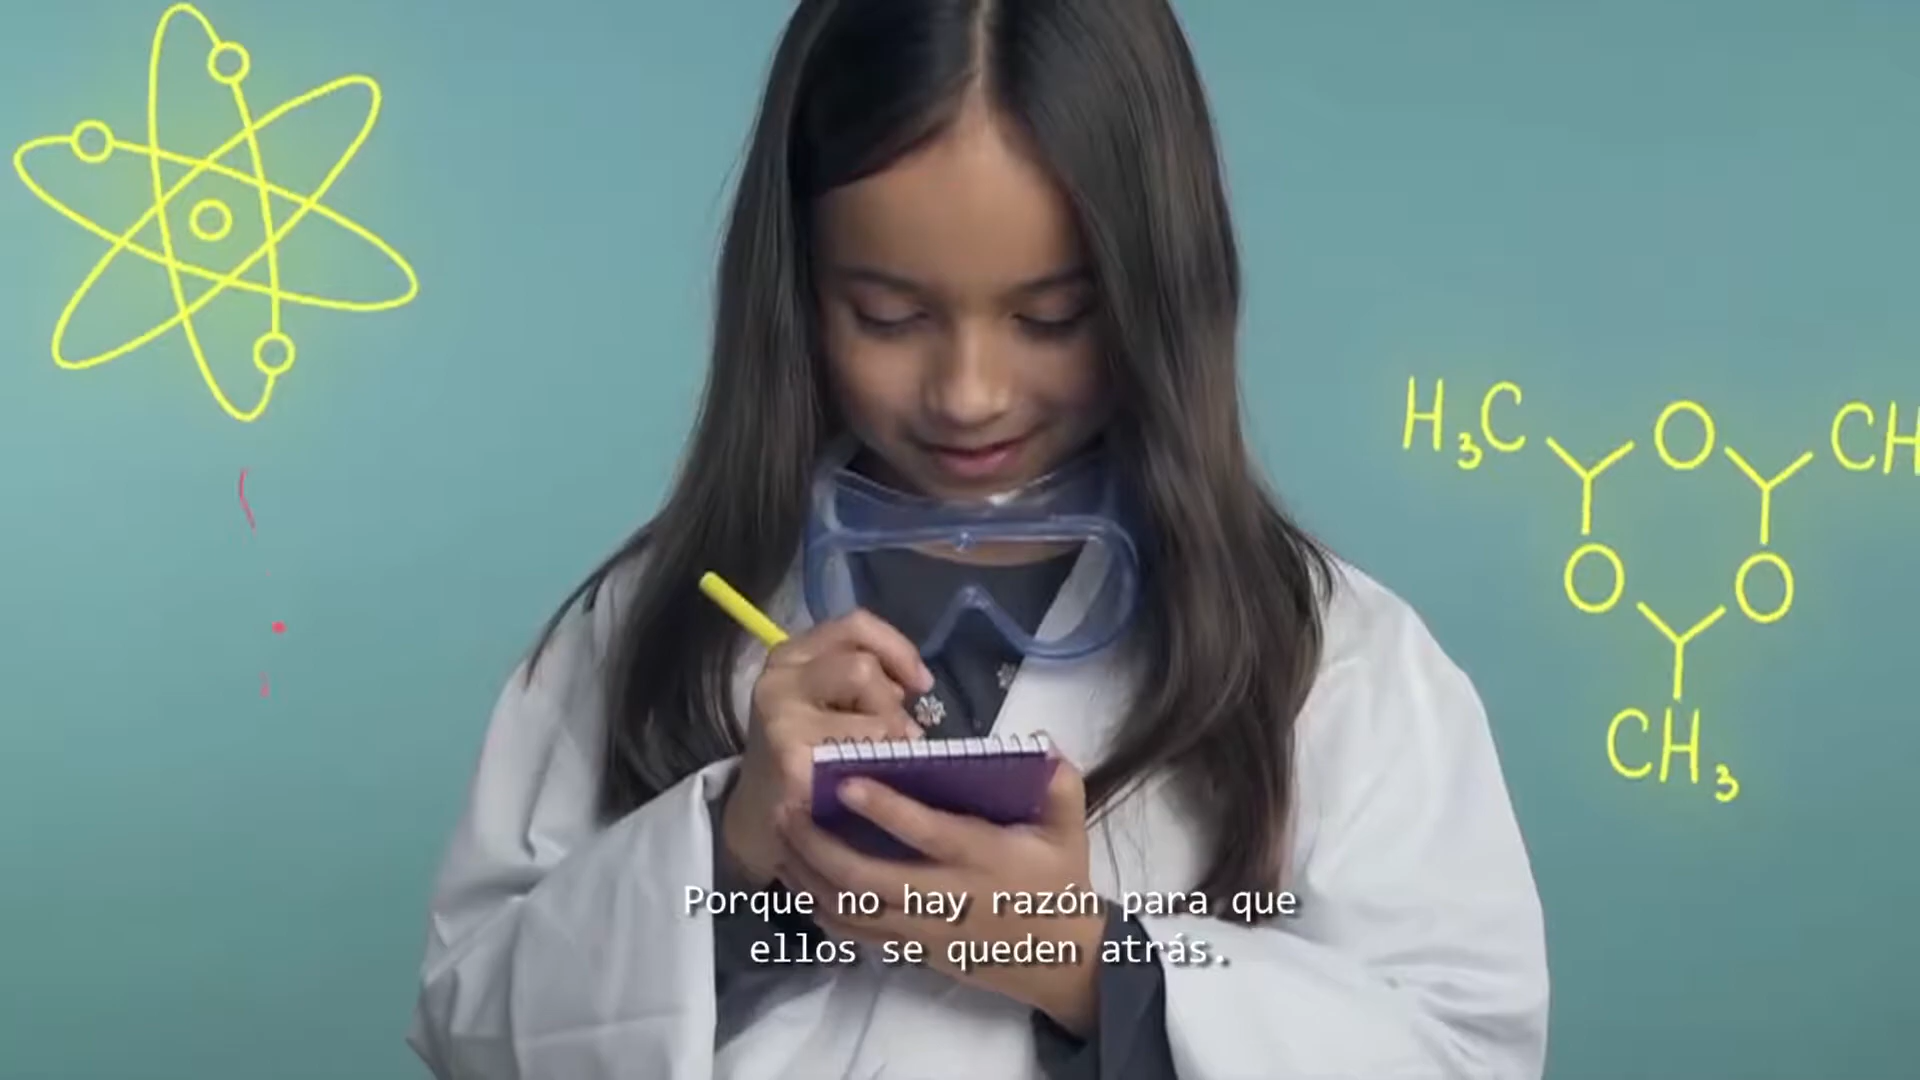 H₃C O CH
O O
CH₃
Porque no hay razón para que
ellos se queden atrás.